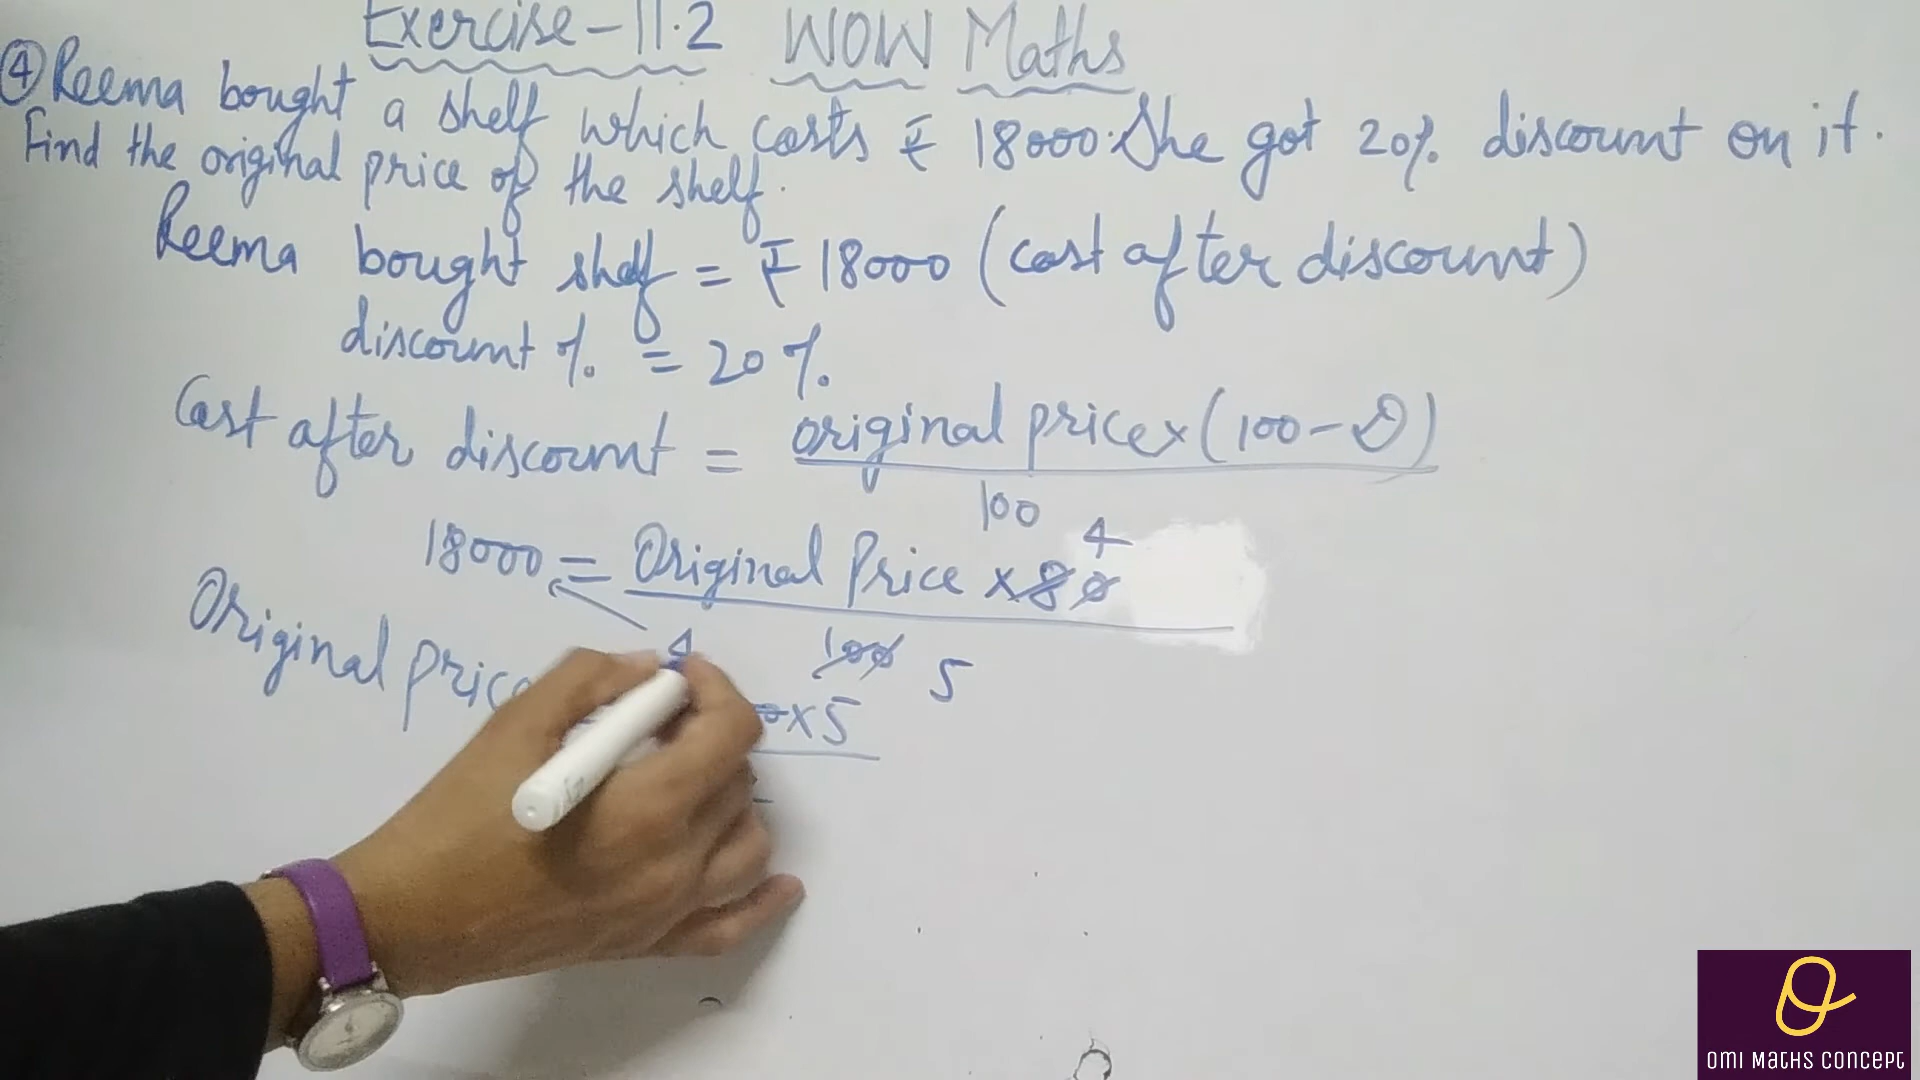 Exercise-11.2 WOW Maths
④ Reema bought a shelf which costs ₹ 18000. She got 20% discount on it.
Find the original price of the shelf.
Reema bought shelf = ₹ 18000 (cost after discount)
discount % = 20%.
Cost after discount = original price × (100-D)
100
4
18000 = Original Price × 80
100 5
Original price
4
×5
OMI MATHS CONCEPT